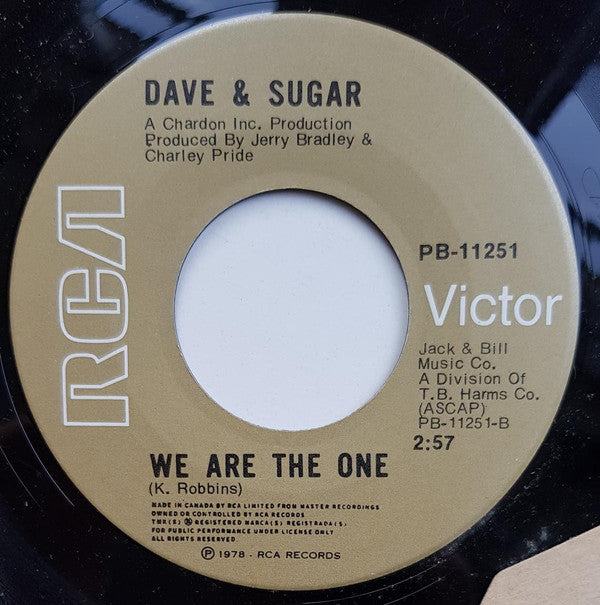 DAVE & SUGAR
A Chardon Inc. Production
Produced By Jerry Bradley &
Charley Pride
RCA
PB-11251
Victor
Jack & Bill
Music Co.
A Division Of
T.B. Harms Co.
(ASCAP)
PB-11251-B
2:57
WE ARE THE ONE
(K. Robbins)
MADE IN CANADA BY RCA LIMITED FROM MASTER RECORDINGS
OWNED OR CONTROLLED BY RCA RECORDS
TMK(S) ® REGISTERED MARCA(S) REGISTRADA(S)
FOR PUBLIC PERFORMANCE UNDER LICENSE ONLY
ALL RIGHTS RESERVED.
℗ 1978 - RCA RECORDS